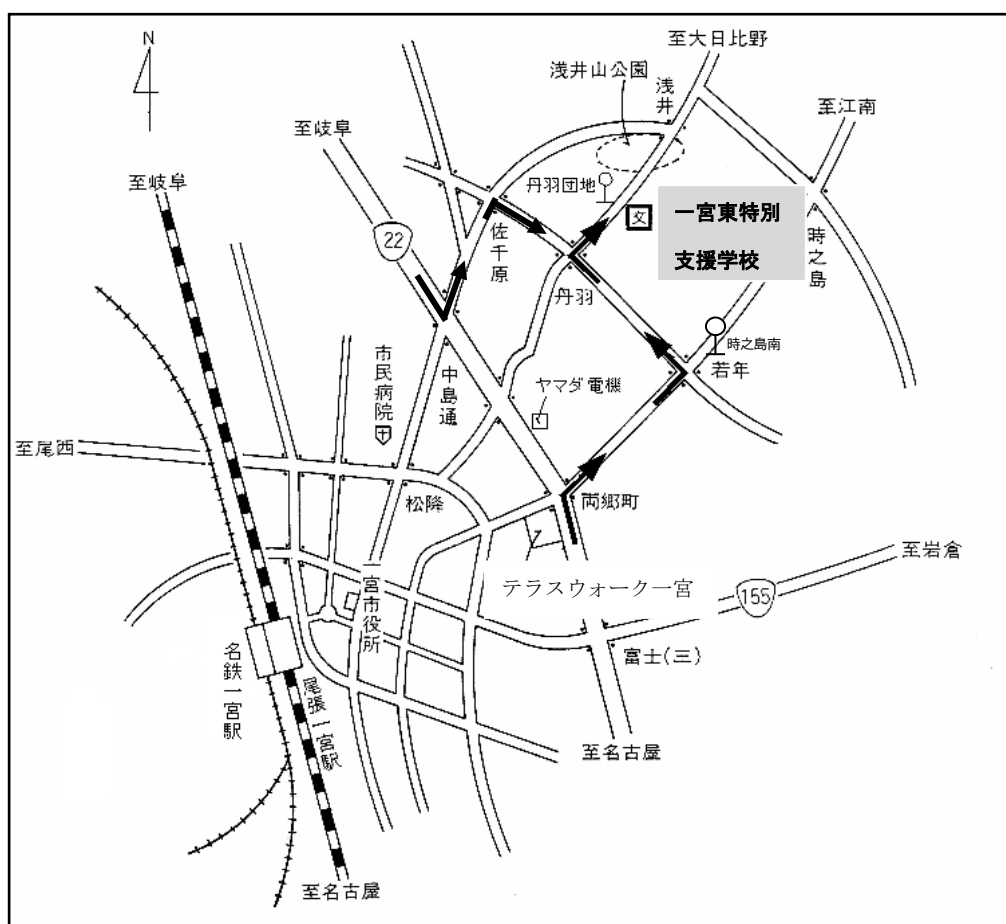 N
至大日比野
浅井山公園
浅井
至江南
至岐阜
至岐阜
丹羽団地
文
一宮東特別
支援学校
22
佐千原
丹羽
時之島
時之島南
若年
市民病院
中島通
ヤマダ電機
至尾西
松降
両郷町
至岩倉
テラスウォーク一宮
155
一宮市役所
富士(三)
名鉄一宮駅
尾張一宮駅
至名古屋
至名古屋